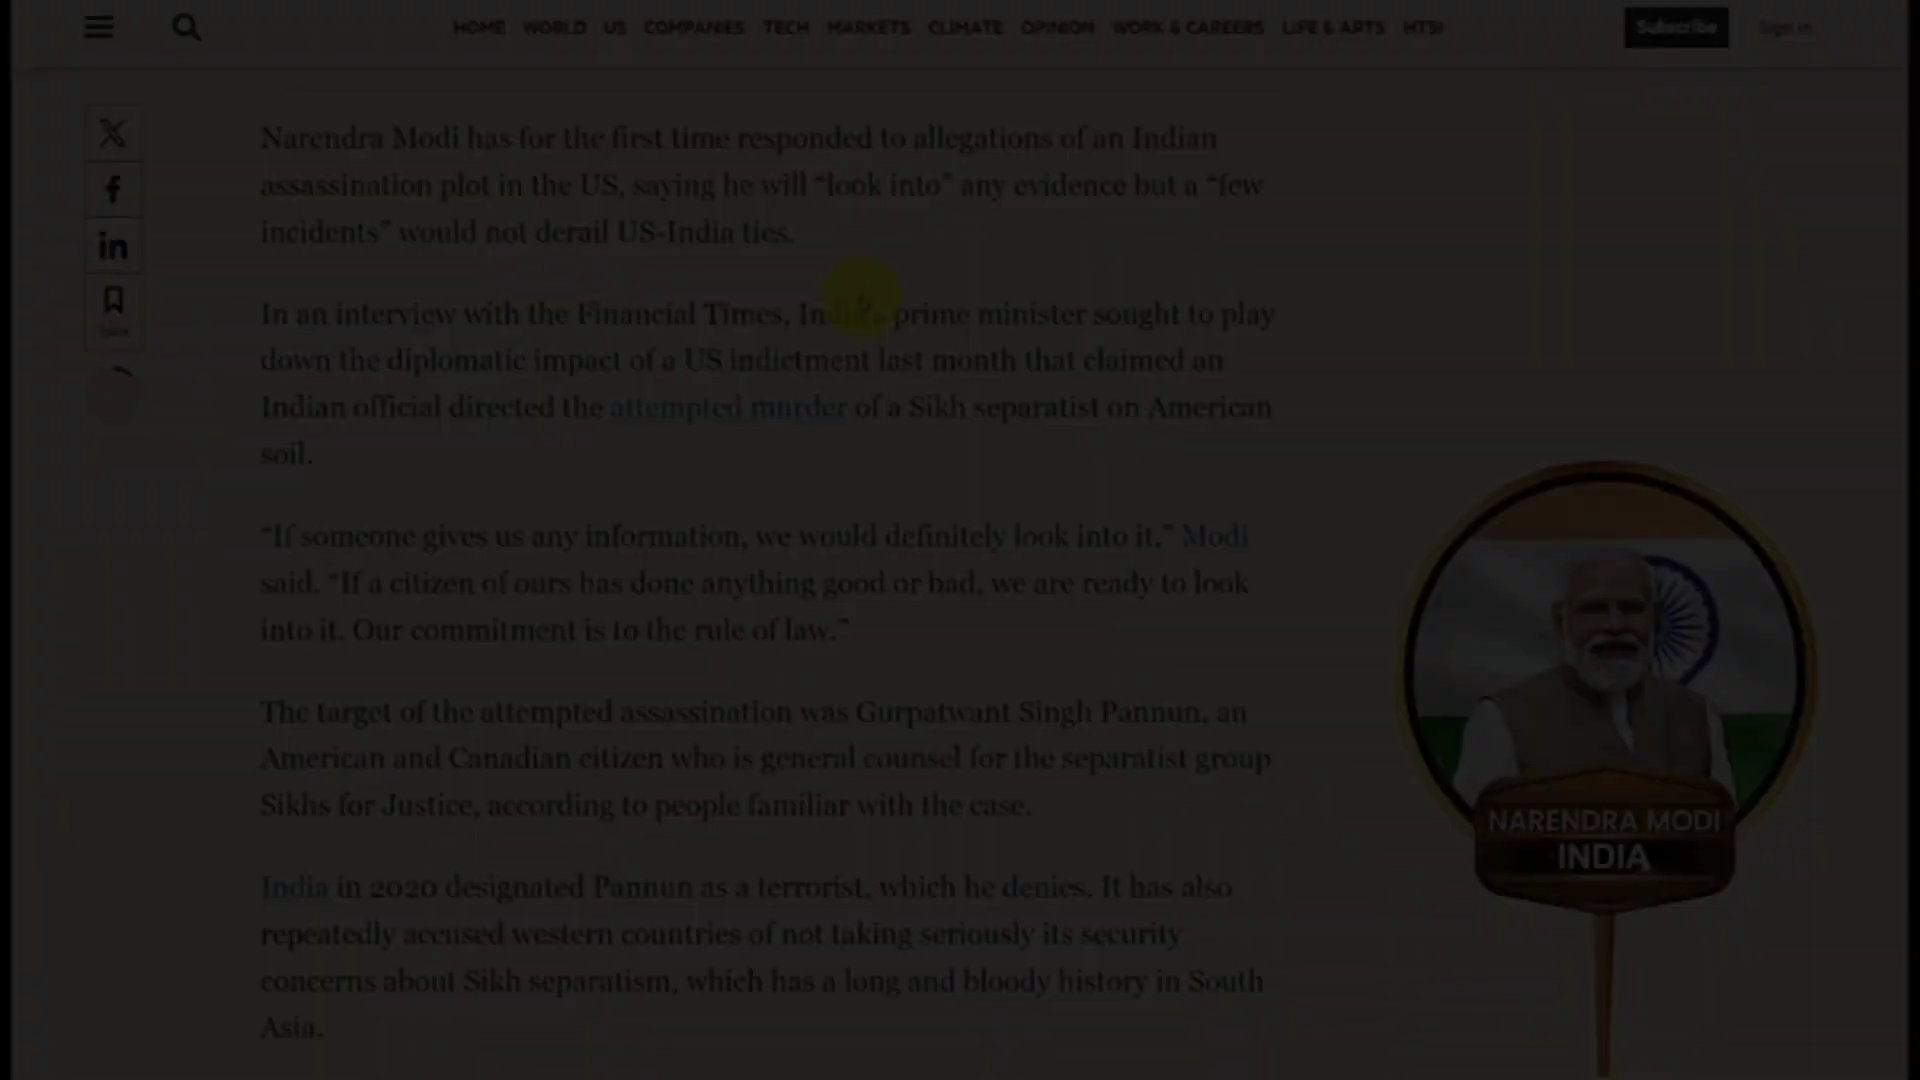 HOME WORLD US COMPANIES TECH MARKETS CLIMATE OPINION WORK & CAREERS LIFE & ARTS HTSI
Subscribe
Sign In
Save
Narendra Modi has for the first time responded to allegations of an Indian
assassination plot in the US, saying he will “look into” any evidence but a “few
incidents” would not derail US-India ties.
In an interview with the Financial Times, India’s prime minister sought to play
down the diplomatic impact of a US indictment last month that claimed an
Indian official directed the attempted murder of a Sikh separatist on American
soil.
“If someone gives us any information, we would definitely look into it,” Modi
said. “If a citizen of ours has done anything good or bad, we are ready to look
into it. Our commitment is to the rule of law.”
The target of the attempted assassination was Gurpatwant Singh Pannun, an
American and Canadian citizen who is general counsel for the separatist group
Sikhs for Justice, according to people familiar with the case.
India in 2020 designated Pannun as a terrorist, which he denies. It has also
repeatedly accused western countries of not taking seriously its security
concerns about Sikh separatism, which has a long and bloody history in South
Asia.
NARENDRA MODI
INDIA